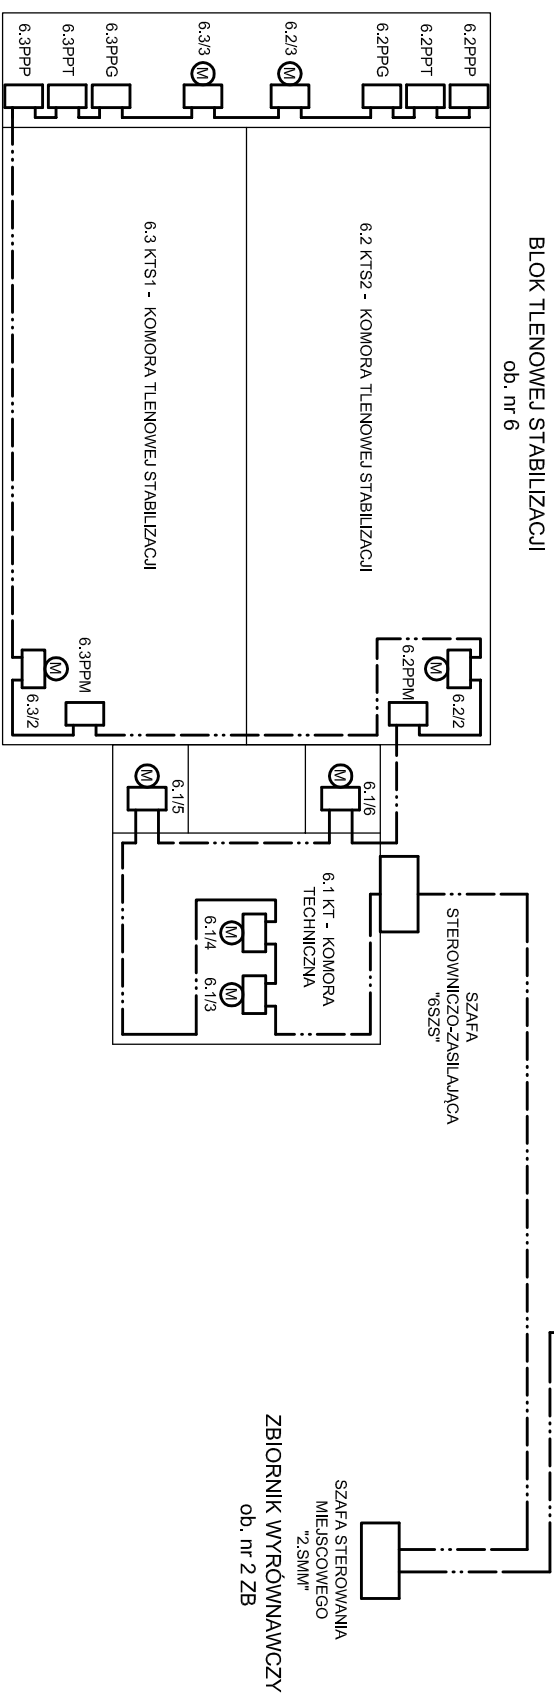 BLOK TLENOWEJ STABILIZACJI
ob. nr 6
6.3PPP
6.3PPT
6.3PPG
6.3/3
M
6.2/3
M
6.2PPG
6.2PPT
6.2PPP
6.2 KTS2 - KOMORA TLENOWEJ STABILIZACJI
6.3 KTS1 - KOMORA TLENOWEJ STABILIZACJI
6.2/2
M
6.2PPM
6.3PPM
M
6.3/2
6.1/6
M
6.1/5
M
6.1 KT - KOMORA
TECHNICZNA
6.1/4
M
6.1/3
M
SZAFA
STEROWNICZO-ZASILAJĄCA
"6SZS"
SZAFA STEROWANIA
MIEJSCOWEGO
"2.SMM"
ZBIORNIK WYRÓWNAWCZY
ob. nr 2 ZB